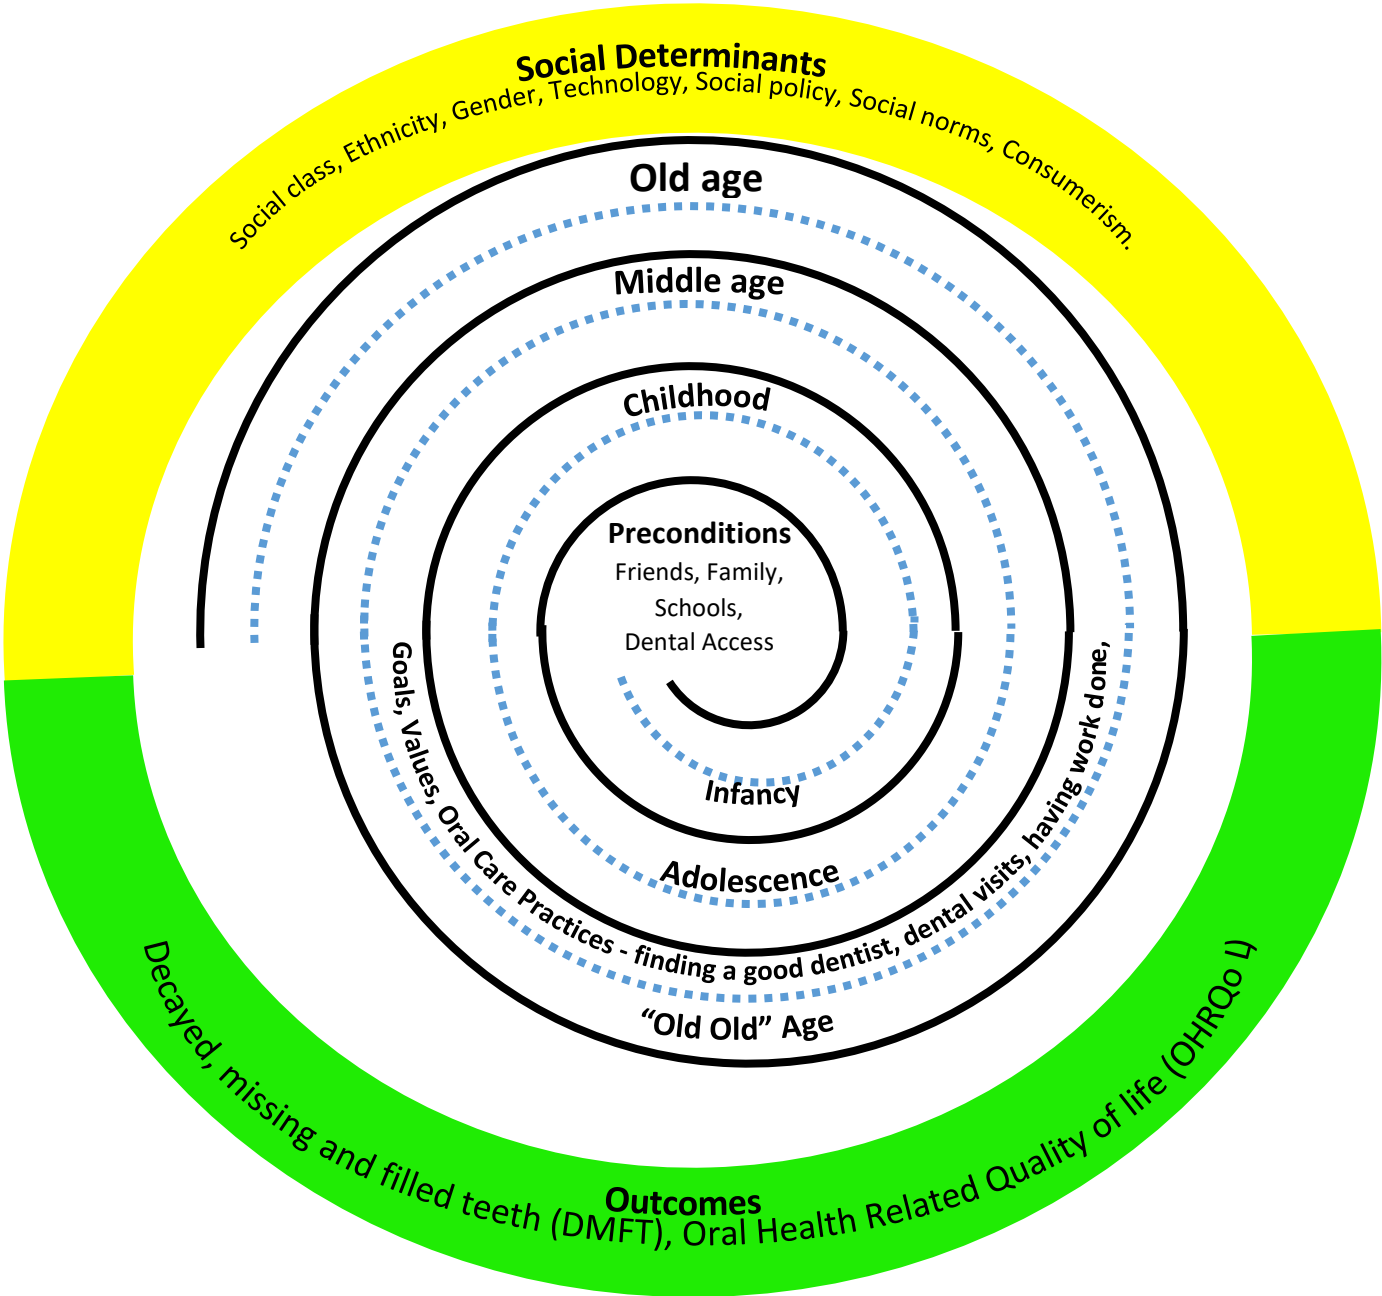 Social Determinants
Social class, Ethnicity, Gender, Technology, Social policy, Social norms, Consumerism.
Old age
Middle age
Childhood
Preconditions
Friends, Family,
Schools,
Dental Access
Infancy
Adolescence
Goals, Values, Oral Care Practices - finding a good dentist, dental visits, having work done,
“Old Old” Age
Outcomes
Decayed, missing and filled teeth (DMFT), Oral Health Related Quality of life (OHRQo L)